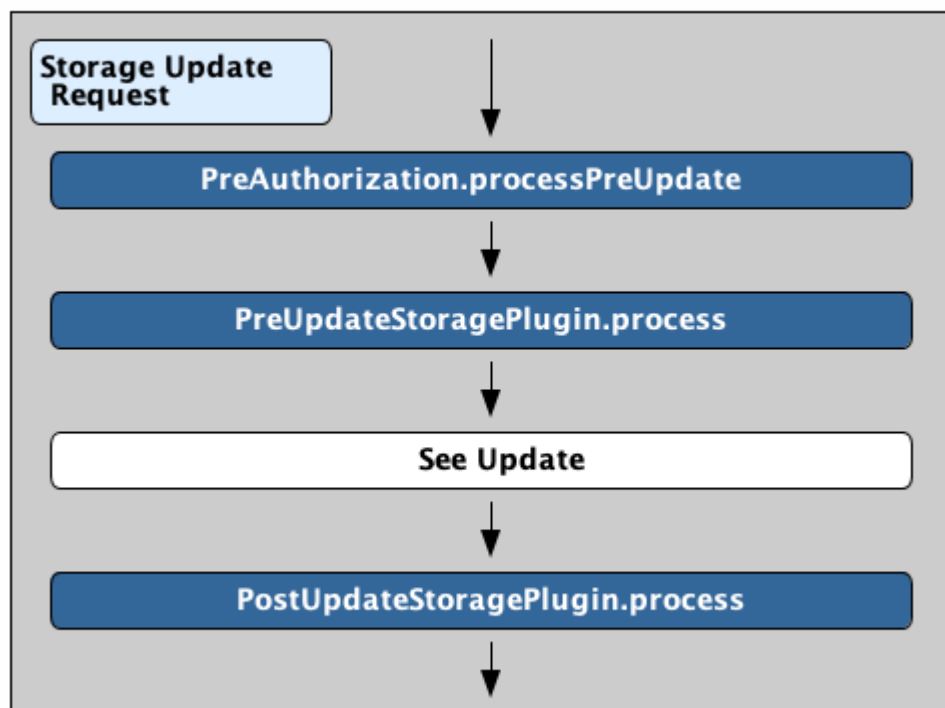 Storage Update
Request
PreAuthorization.processPreUpdate
PreUpdateStoragePlugin.process
See Update
PostUpdateStoragePlugin.process